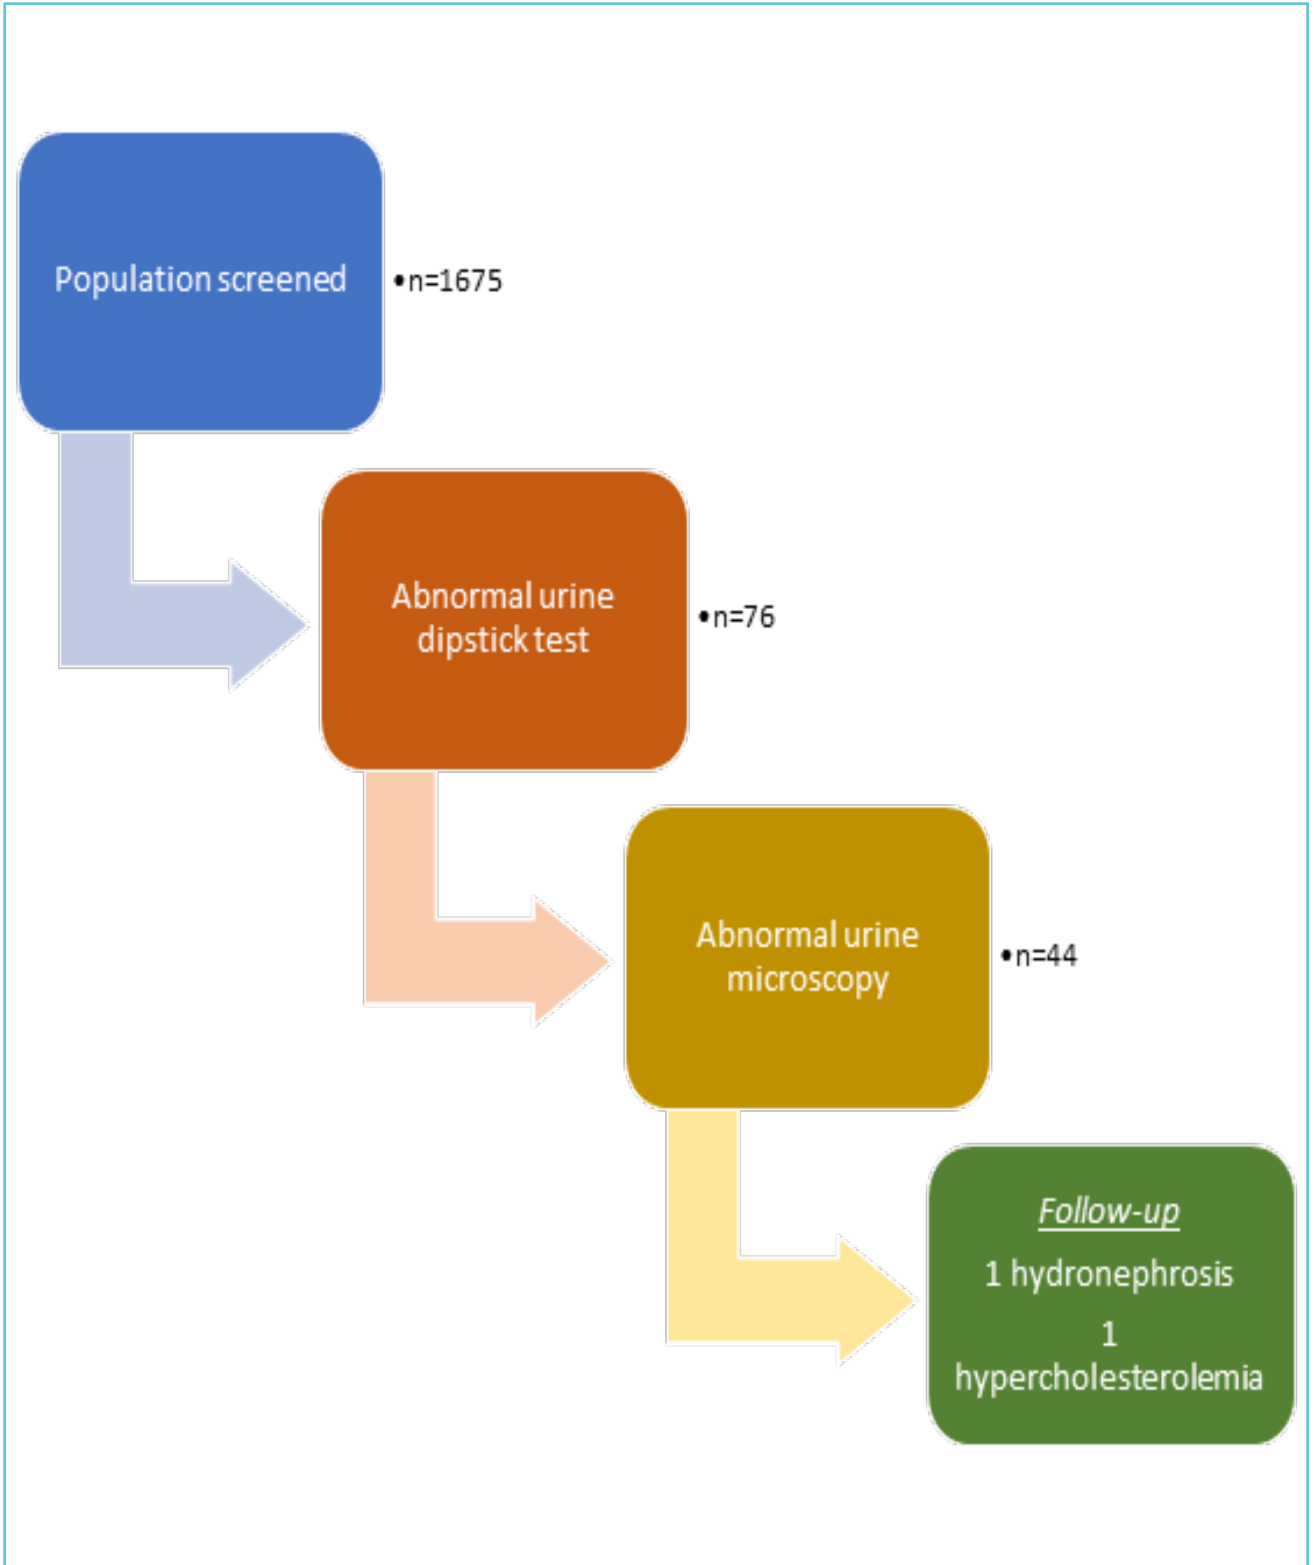 Population screened
•n=1675
Abnormal urine
dipstick test
•n=76
Abnormal urine
microscopy
•n=44
Follow-up
1 hydronephrosis
1
hypercholesterolemia